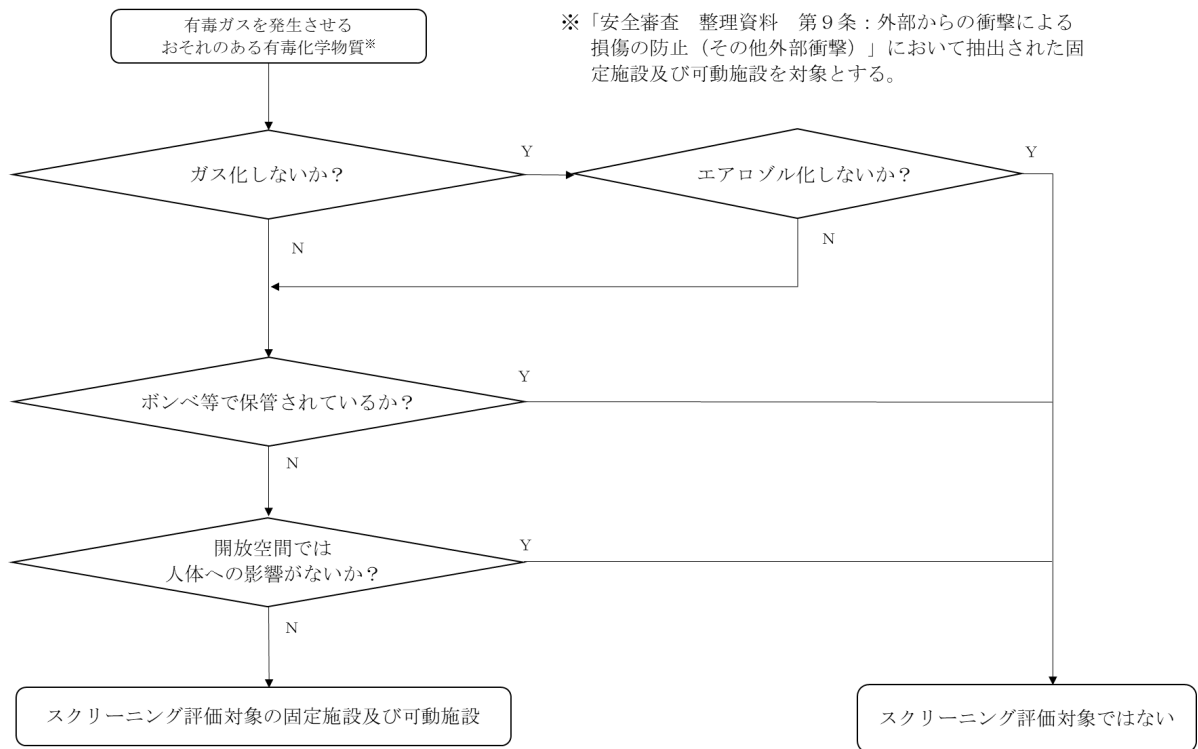 有毒ガスを発生させる
おそれのある有毒化学物質※
※「安全審査　整理資料　第９条：外部からの衝撃による
損傷の防止（その他外部衝撃）」において抽出された固
定施設及び可動施設を対象とする。
ガス化しないか？
Y
エアロゾル化しないか？
Y
N
N
ボンベ等で保管されているか？
Y
N
開放空間では
人体への影響がないか？
Y
N
スクリーニング評価対象の固定施設及び可動施設
スクリーニング評価対象ではない